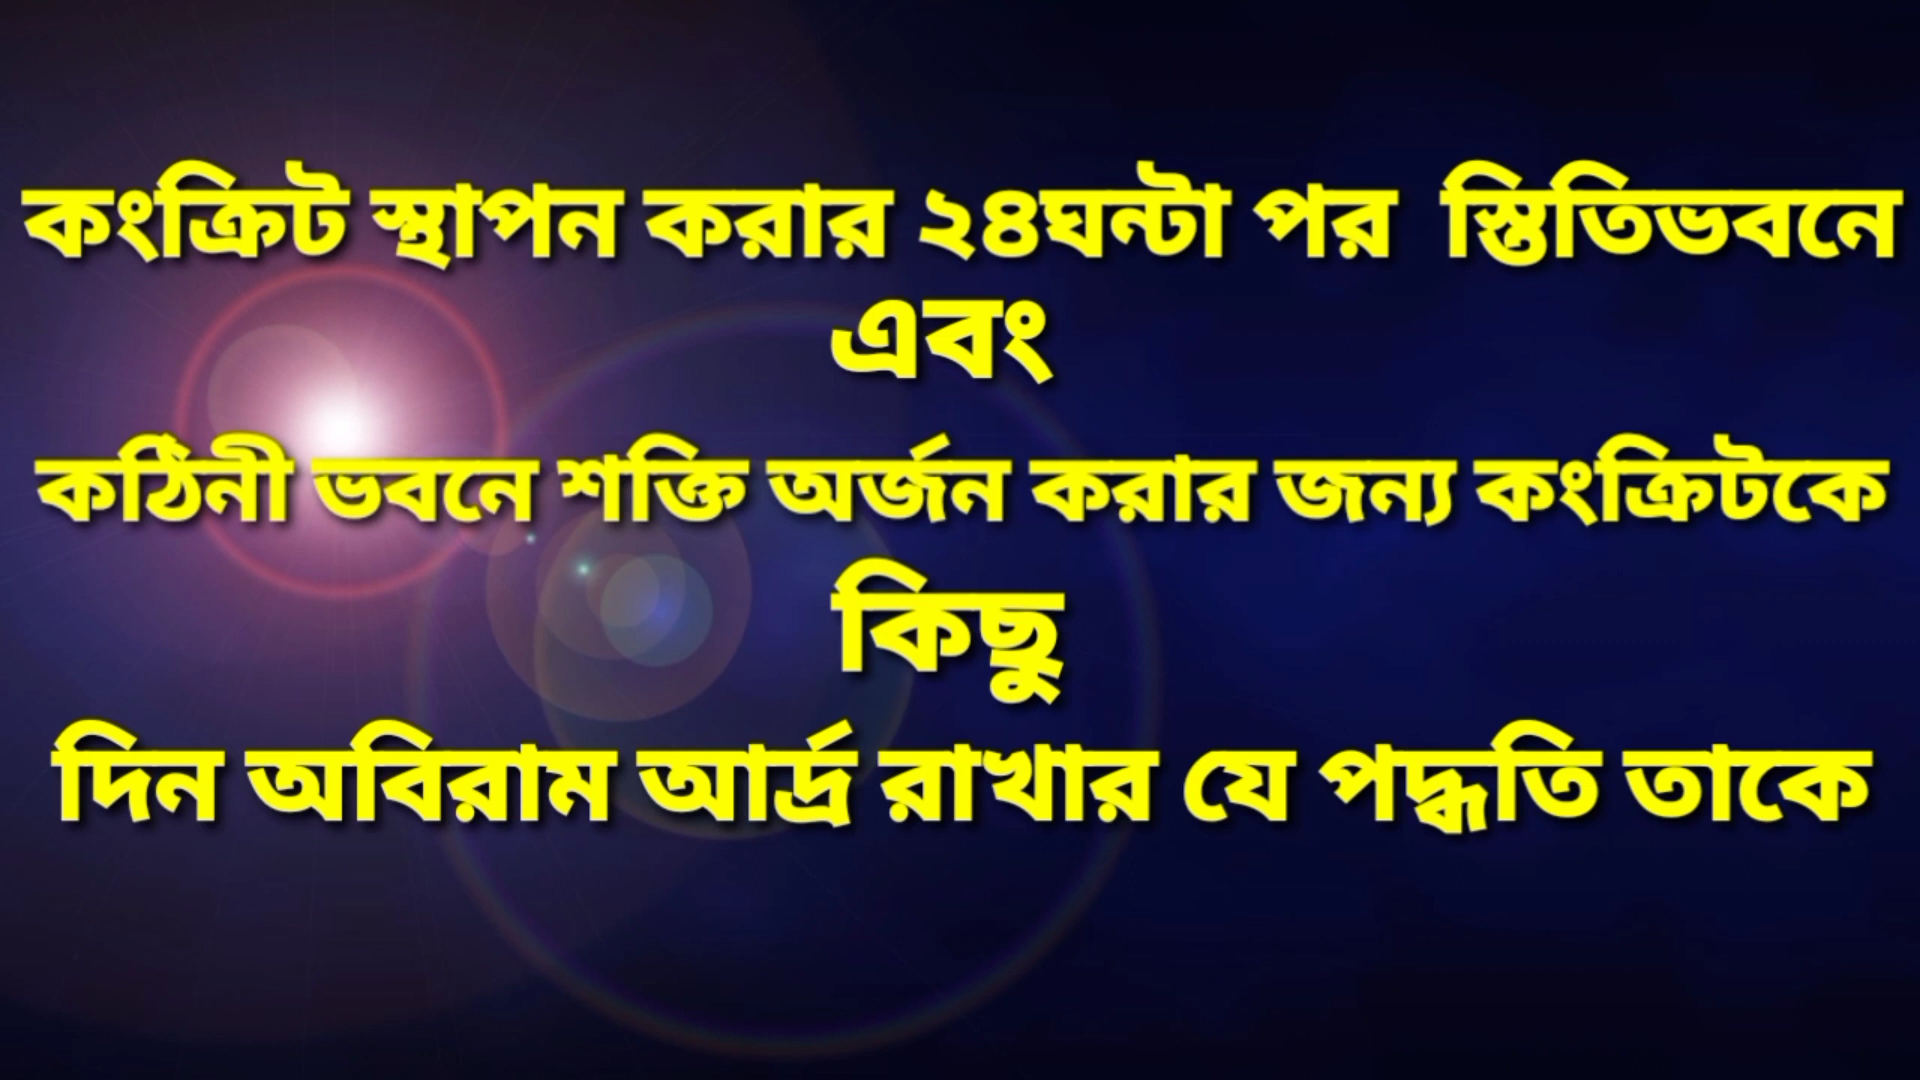 কংক্রিট স্থাপন করার ২৪ঘন্টা পর স্তিতিভবনে
এবং
কঠিনী ভবনে শক্তি অর্জন করার জন্য কংক্রিটকে
কিছু
দিন অবিরাম আর্দ্র রাখার যে পদ্ধতি তাকে